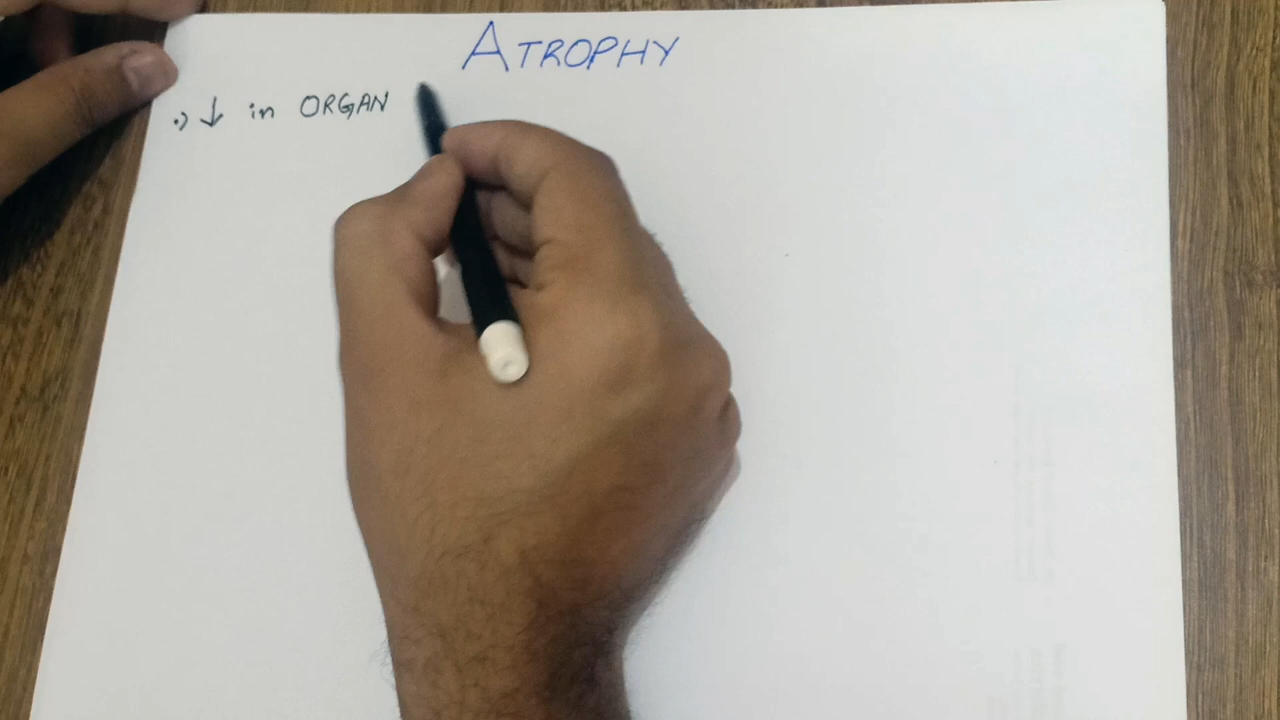 ATROPHY
•) ↓ in ORGAN